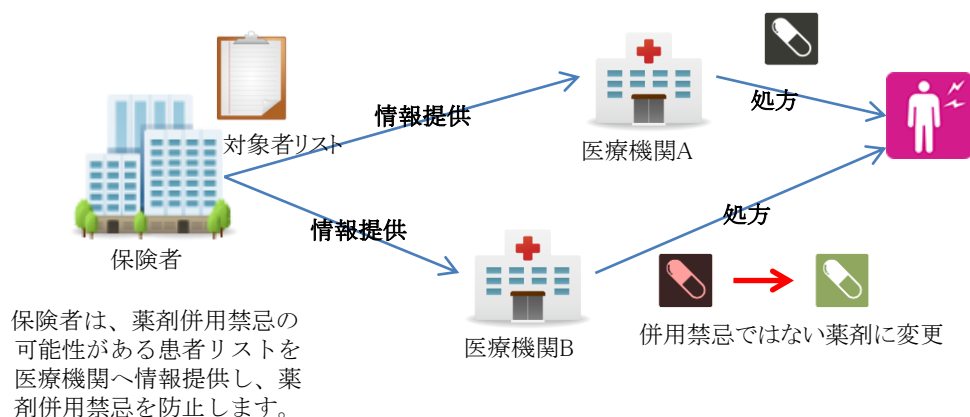 対象者リスト
情報提供
処方
医療機関A
保険者
情報提供
処方
医療機関B
併用禁忌ではない薬剤に変更
保険者は、薬剤併用禁忌の
可能性がある患者リストを
医療機関へ情報提供し、薬
剤併用禁忌を防止します。